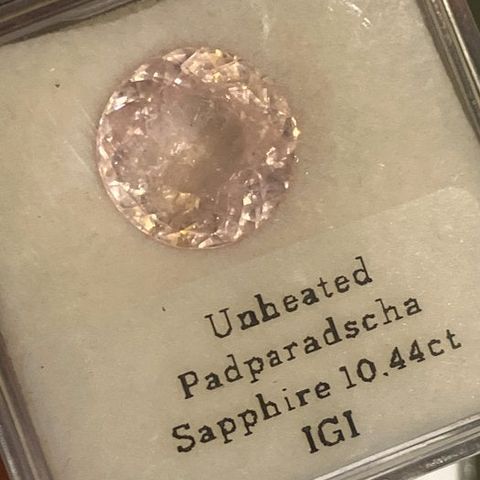 Unheated
Padparadscha
Sapphire 10.44ct
IGI